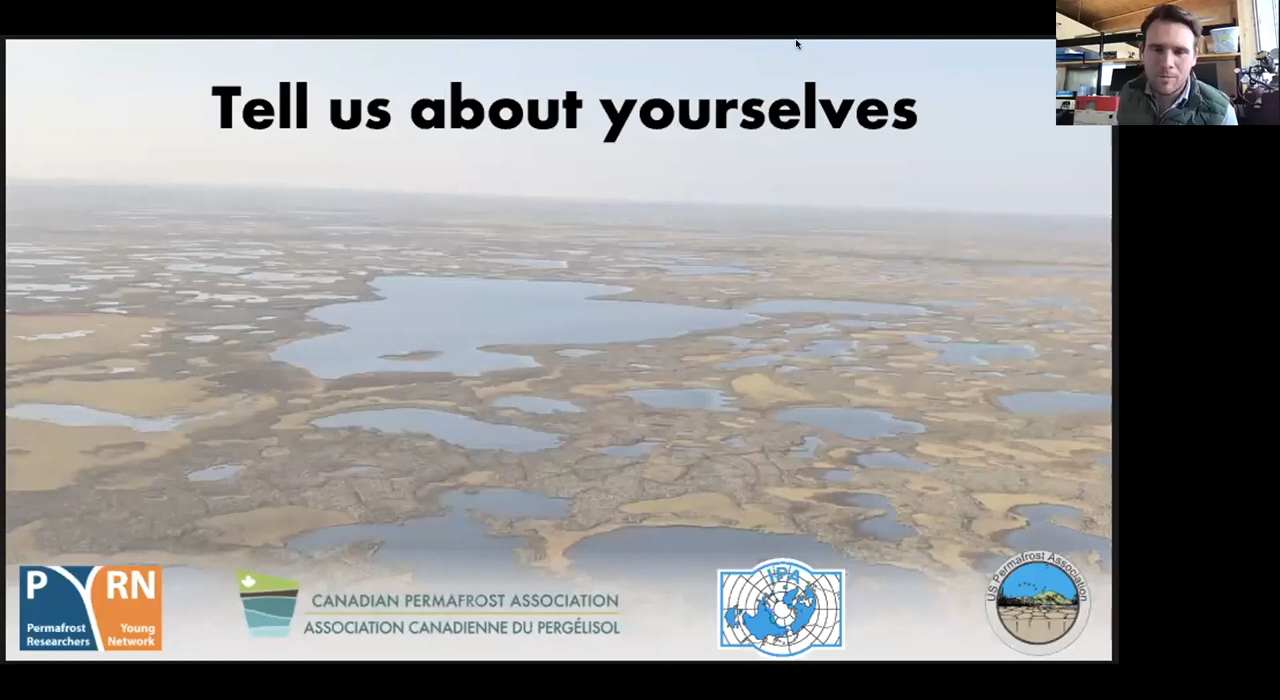 Tell us about yourselves
P RN
Permafrost Young
Researchers Network
CANADIAN PERMAFROST ASSOCIATION
ASSOCIATION CANADIENNE DU PERGÉLISOL
IPA
US Permafrost Association